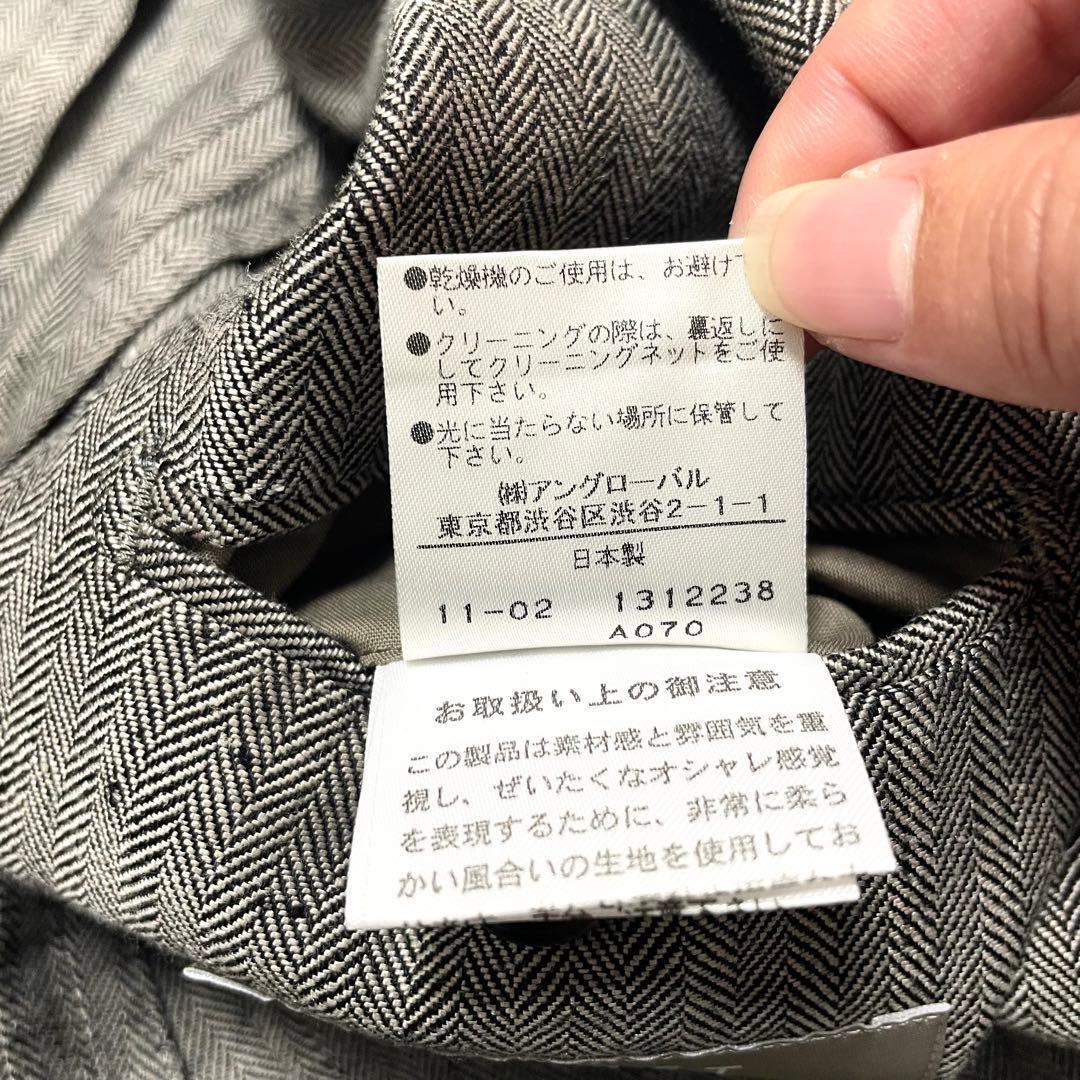 ●乾燥機のご使用は、お避け
い。
●クリーニングの際は、裏返しに
してクリーニングネットをご使
用下さい。
●光に当たらない場所に保管して
下さい。
㈱アングローバル
東京都渋谷区渋谷2-1-1
日本製
11-02 1312238
A070
お取扱い上の御注意
この製品は素材感と雰囲気を重
視し、ぜいたくなオシャレ感覚
を表現するために、非常に柔ら
かい風合いの生地を使用してお